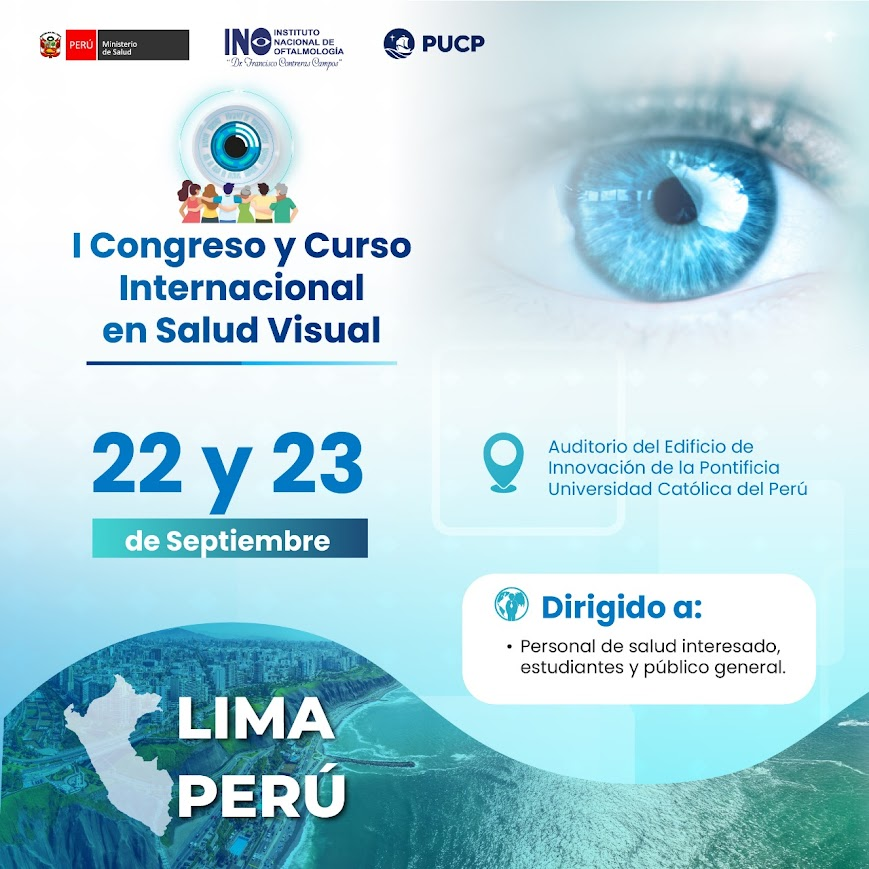 PERÚ
Ministerio
de Salud
INO
INSTITUTO
NACIONAL DE
OFTALMOLOGÍA
"Dr. Francisco Contreras Campos"
PUCP
I Congreso y Curso
Internacional
en Salud Visual
22 y 23
de Septiembre
Auditorio del Edificio de
Innovación de la Pontificia
Universidad Católica del Perú
Dirigido a:
• Personal de salud interesado,
estudiantes y público general.
LIMA
PERÚ